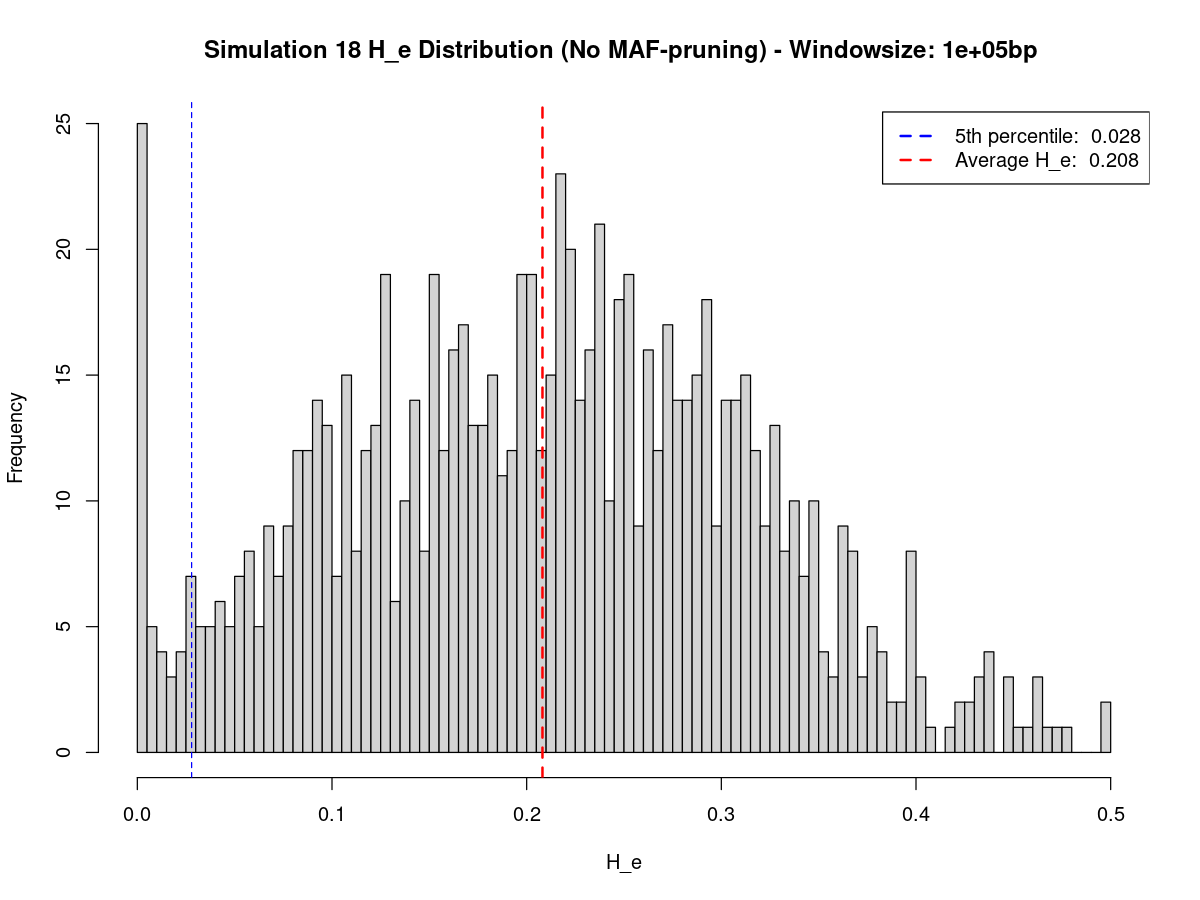 Simulation 18 H_e Distribution (No MAF-pruning) - Windowsize: 1e+05bp
5th percentile:  0.028
Average H_e:  0.208
Frequency
25
20
15
10
5
0
0.0 0.1 0.2 0.3 0.4 0.5
H_e